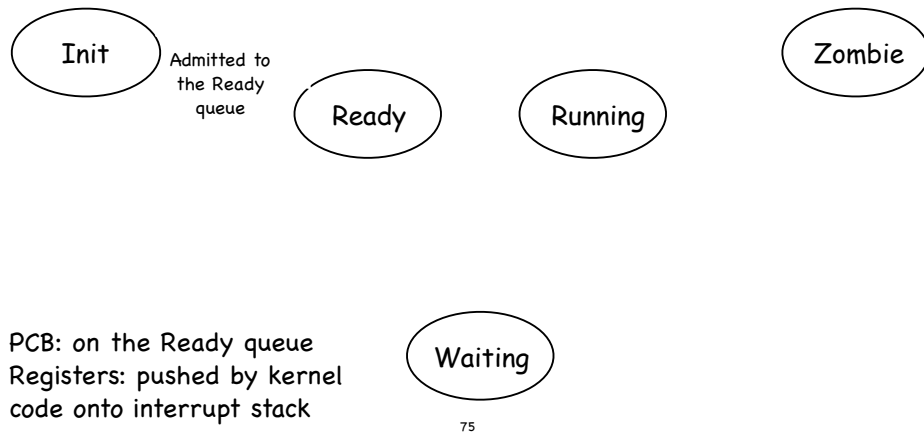 Init
Admitted to
the Ready
queue
Ready
Running
Zombie
PCB: on the Ready queue
Registers: pushed by kernel
code onto interrupt stack
Waiting
75